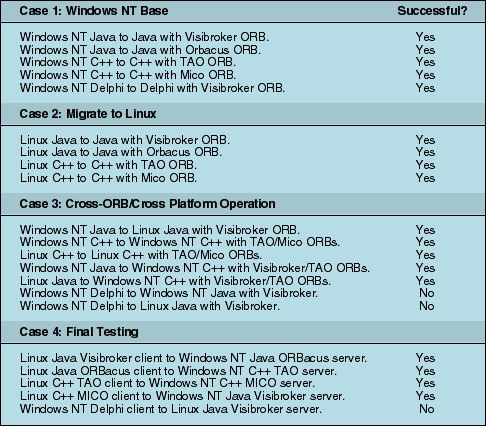 Case 1: Windows NT Base Successful?
Windows NT Java to Java with Visibroker ORB. Yes
Windows NT Java to Java with Orbacus ORB. Yes
Windows NT C++ to C++ with TAO ORB. Yes
Windows NT C++ to C++ with Mico ORB. Yes
Windows NT Delphi to Delphi with Visibroker ORB. Yes
Case 2: Migrate to Linux
Linux Java to Java with Visibroker ORB. Yes
Linux Java to Java with Orbacus ORB. Yes
Linux C++ to C++ with TAO ORB. Yes
Linux C++ to C++ with Mico ORB. Yes
Case 3: Cross-ORB/Cross Platform Operation
Windows NT Java to Linux Java with Visibroker ORB. Yes
Windows NT C++ to Windows NT C++ with TAO/Mico ORBs. Yes
Linux C++ to Linux C++ with TAO/Mico ORBs. Yes
Windows NT Java to Windows NT C++ with Visibroker/TAO ORBs. Yes
Linux Java to Windows NT C++ with Visibroker/TAO ORBs. Yes
Windows NT Delphi to Windows NT Java with Visibroker. No
Windows NT Delphi to Linux Java with Visibroker. No
Case 4: Final Testing
Linux Java Visibroker client to Windows NT Java ORBacus server. Yes
Linux Java ORBacus client to Windows NT C++ TAO server. Yes
Linux C++ TAO client to Windows NT C++ MICO server. Yes
Linux C++ MICO client to Windows NT Java Visibroker server. Yes
Windows NT Delphi client to Linux Java Visibroker server. No